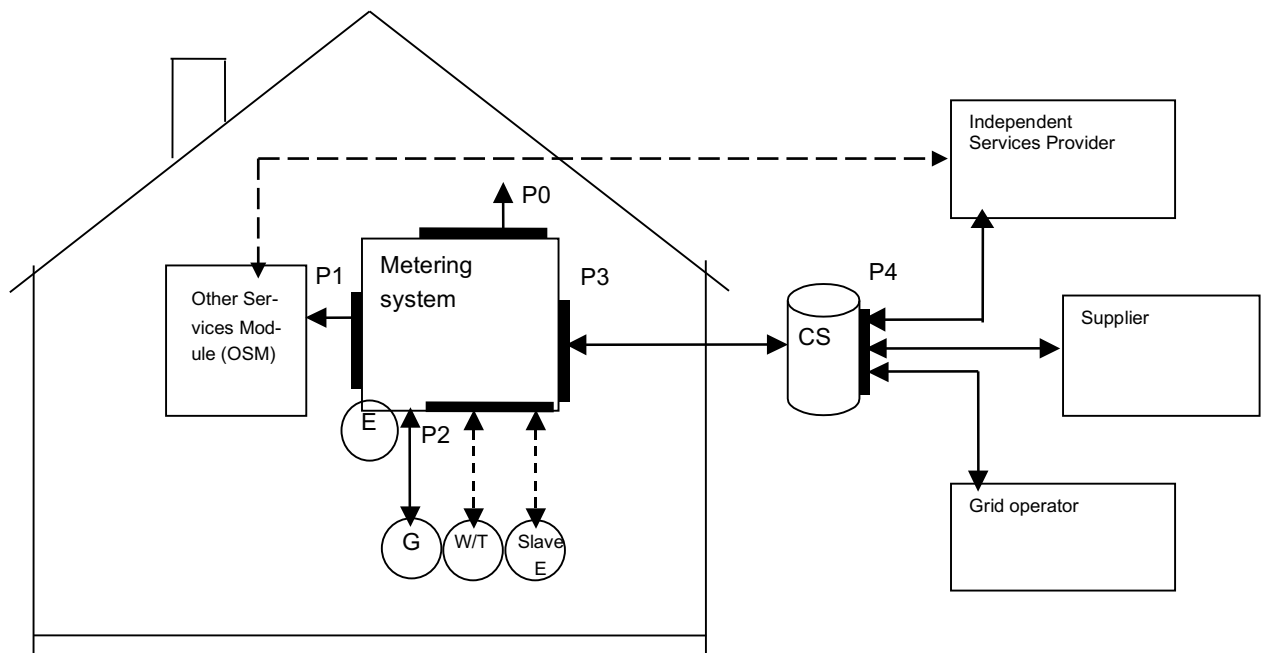 Independent
Services Provider
P0
Metering
system
P1
P3
P4
Other Ser-
vices Mod-
ule (OSM)
CS
Supplier
E
P2
G
W/T
Slave
E
Grid operator